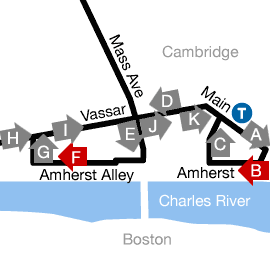 Mass Ave
Cambridge
D
Main
T
Vassar
K
A
H
I
E
J
C
G
F
B
Amherst Alley
Amherst
Charles River
Boston